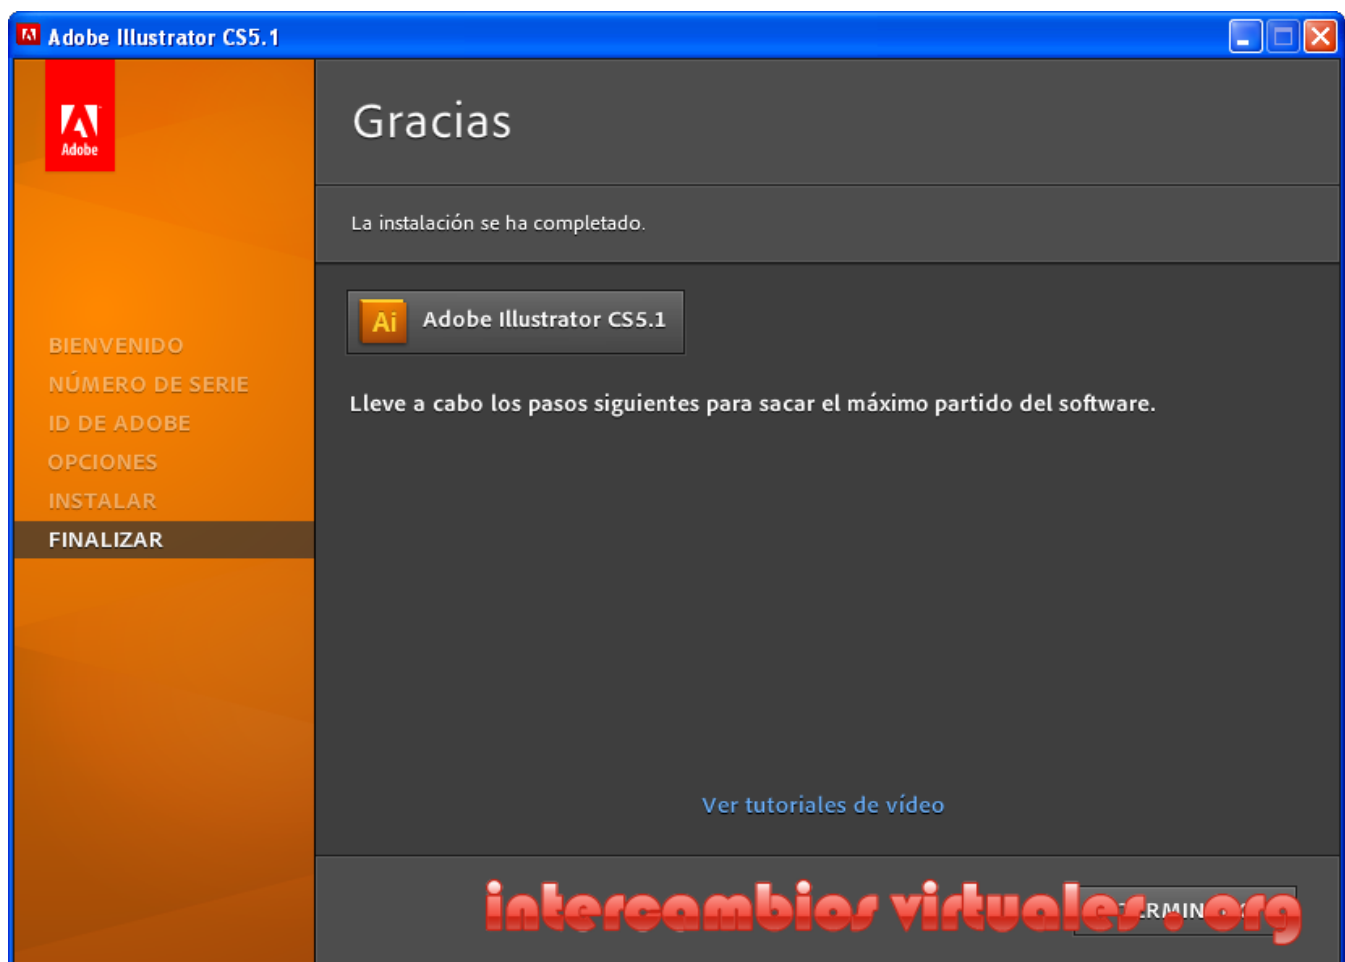 Adobe Illustrator CS5.1
Adobe
Gracias
La instalación se ha completado.
Ai Adobe Illustrator CS5.1
Lleve a cabo los pasos siguientes para sacar el máximo partido del software.
BIENVENIDO
NÚMERO DE SERIE
ID DE ADOBE
OPCIONES
INSTALAR
FINALIZAR
Ver tutoriales de vídeo
intercambios virtuales . org